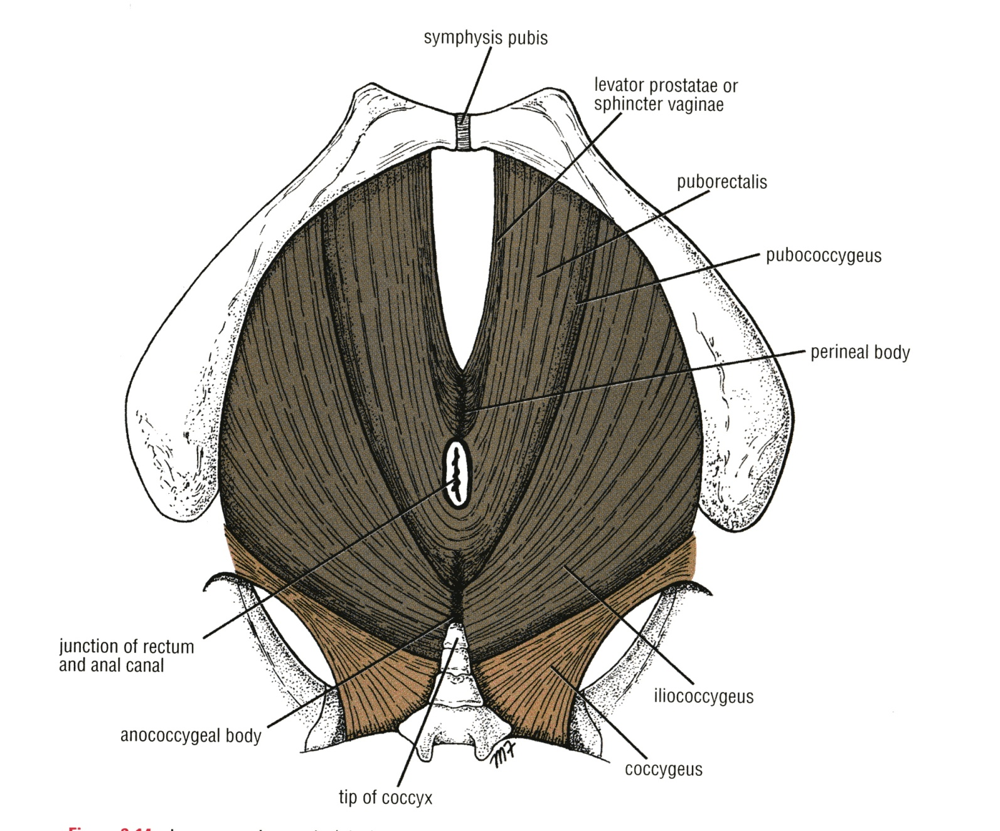 symphysis pubis
levator prostatae or
sphincter vaginae
puborectalis
pubococcygeus
perineal body
junction of rectum
and anal canal
iliococcygeus
anococcygeal body
coccygeus
tip of coccyx
MF